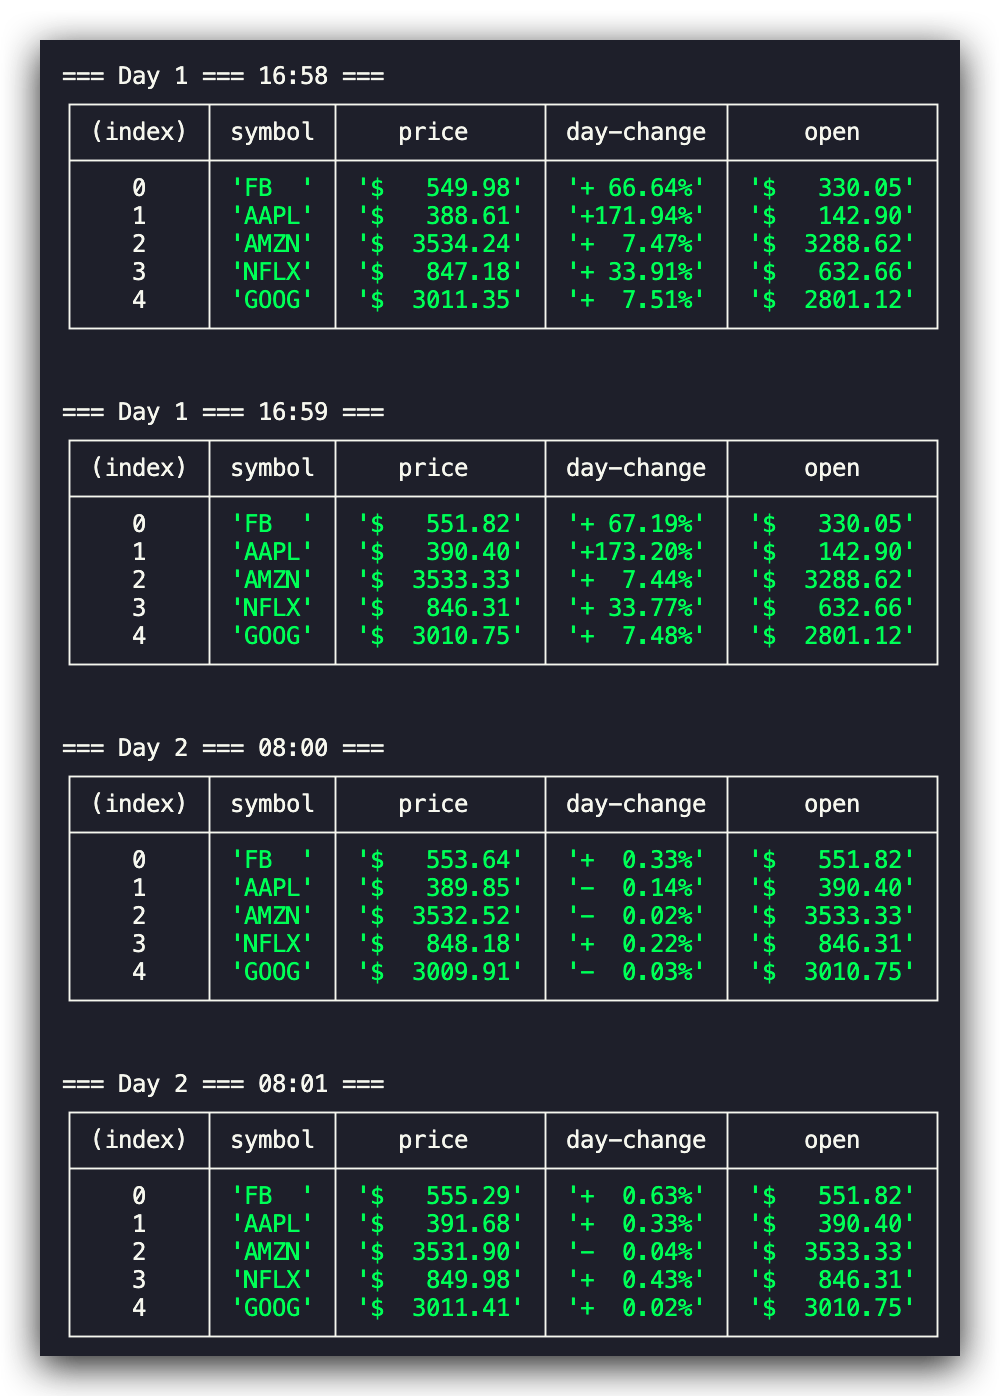 === Day 1 === 16:58 ===
(index) symbol price day-change open
0 'FB  ' '$   549.98' '+ 66.64%' '$   330.05'
1 'AAPL' '$   388.61' '+171.94%' '$   142.90'
2 'AMZN' '$  3534.24' '+  7.47%' '$  3288.62'
3 'NFLX' '$   847.18' '+ 33.91%' '$   632.66'
4 'GOOG' '$  3011.35' '+  7.51%' '$  2801.12'
=== Day 1 === 16:59 ===
(index) symbol price day-change open
0 'FB  ' '$   551.82' '+ 67.19%' '$   330.05'
1 'AAPL' '$   390.40' '+173.20%' '$   142.90'
2 'AMZN' '$  3533.33' '+  7.44%' '$  3288.62'
3 'NFLX' '$   846.31' '+ 33.77%' '$   632.66'
4 'GOOG' '$  3010.75' '+  7.48%' '$  2801.12'
=== Day 2 === 08:00 ===
(index) symbol price day-change open
0 'FB  ' '$   553.64' '+  0.33%' '$   551.82'
1 'AAPL' '$   389.85' '-  0.14%' '$   390.40'
2 'AMZN' '$  3532.52' '-  0.02%' '$  3533.33'
3 'NFLX' '$   848.18' '+  0.22%' '$   846.31'
4 'GOOG' '$  3009.91' '-  0.03%' '$  3010.75'
=== Day 2 === 08:01 ===
(index) symbol price day-change open
0 'FB  ' '$   555.29' '+  0.63%' '$   551.82'
1 'AAPL' '$   391.68' '+  0.33%' '$   390.40'
2 'AMZN' '$  3531.90' '-  0.04%' '$  3533.33'
3 'NFLX' '$   849.98' '+  0.43%' '$   846.31'
4 'GOOG' '$  3011.41' '+  0.02%' '$  3010.75'